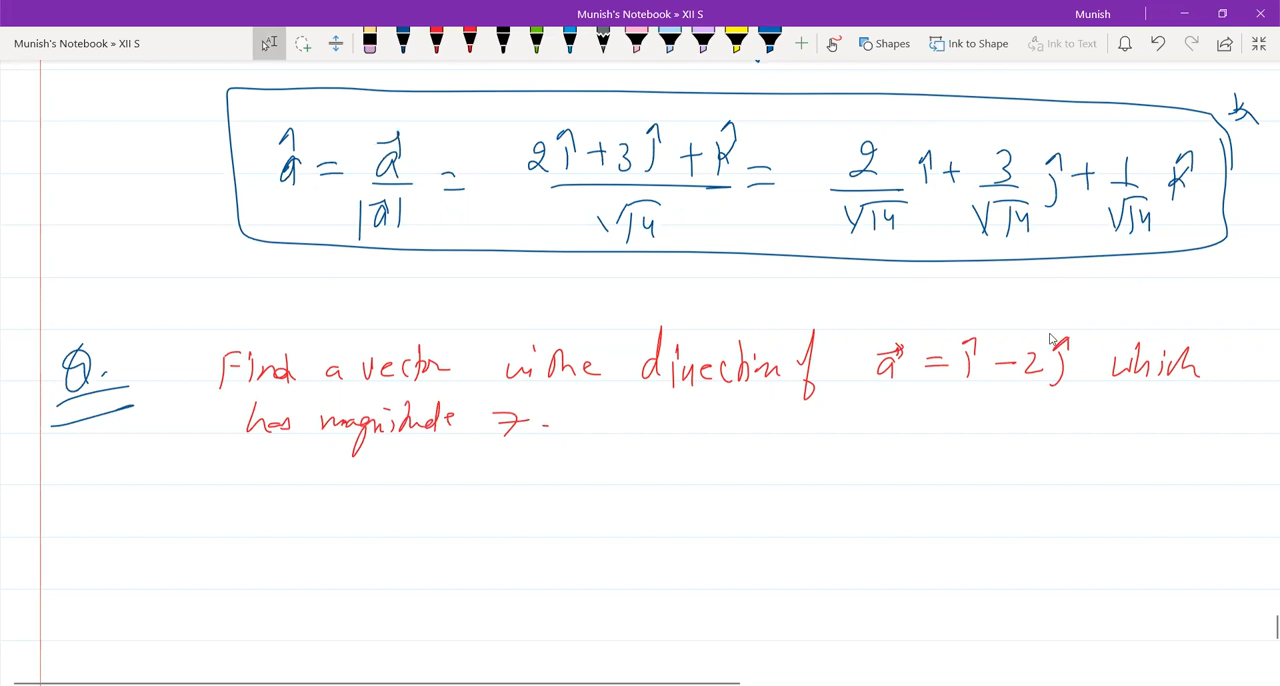 Munish's Notebook » XII S
Munish
Munish's Notebook » XII S
Shapes
Ink to Shape
Ink to Text
â = a⃗ / |a⃗| = (2î + 3ĵ + k̂) / √14 = 2/√14 î + 3/√14 ĵ + 1/√14 k̂
Q. Find a vector in the direction of a⃗ = î - 2ĵ which
has magnitude 7.